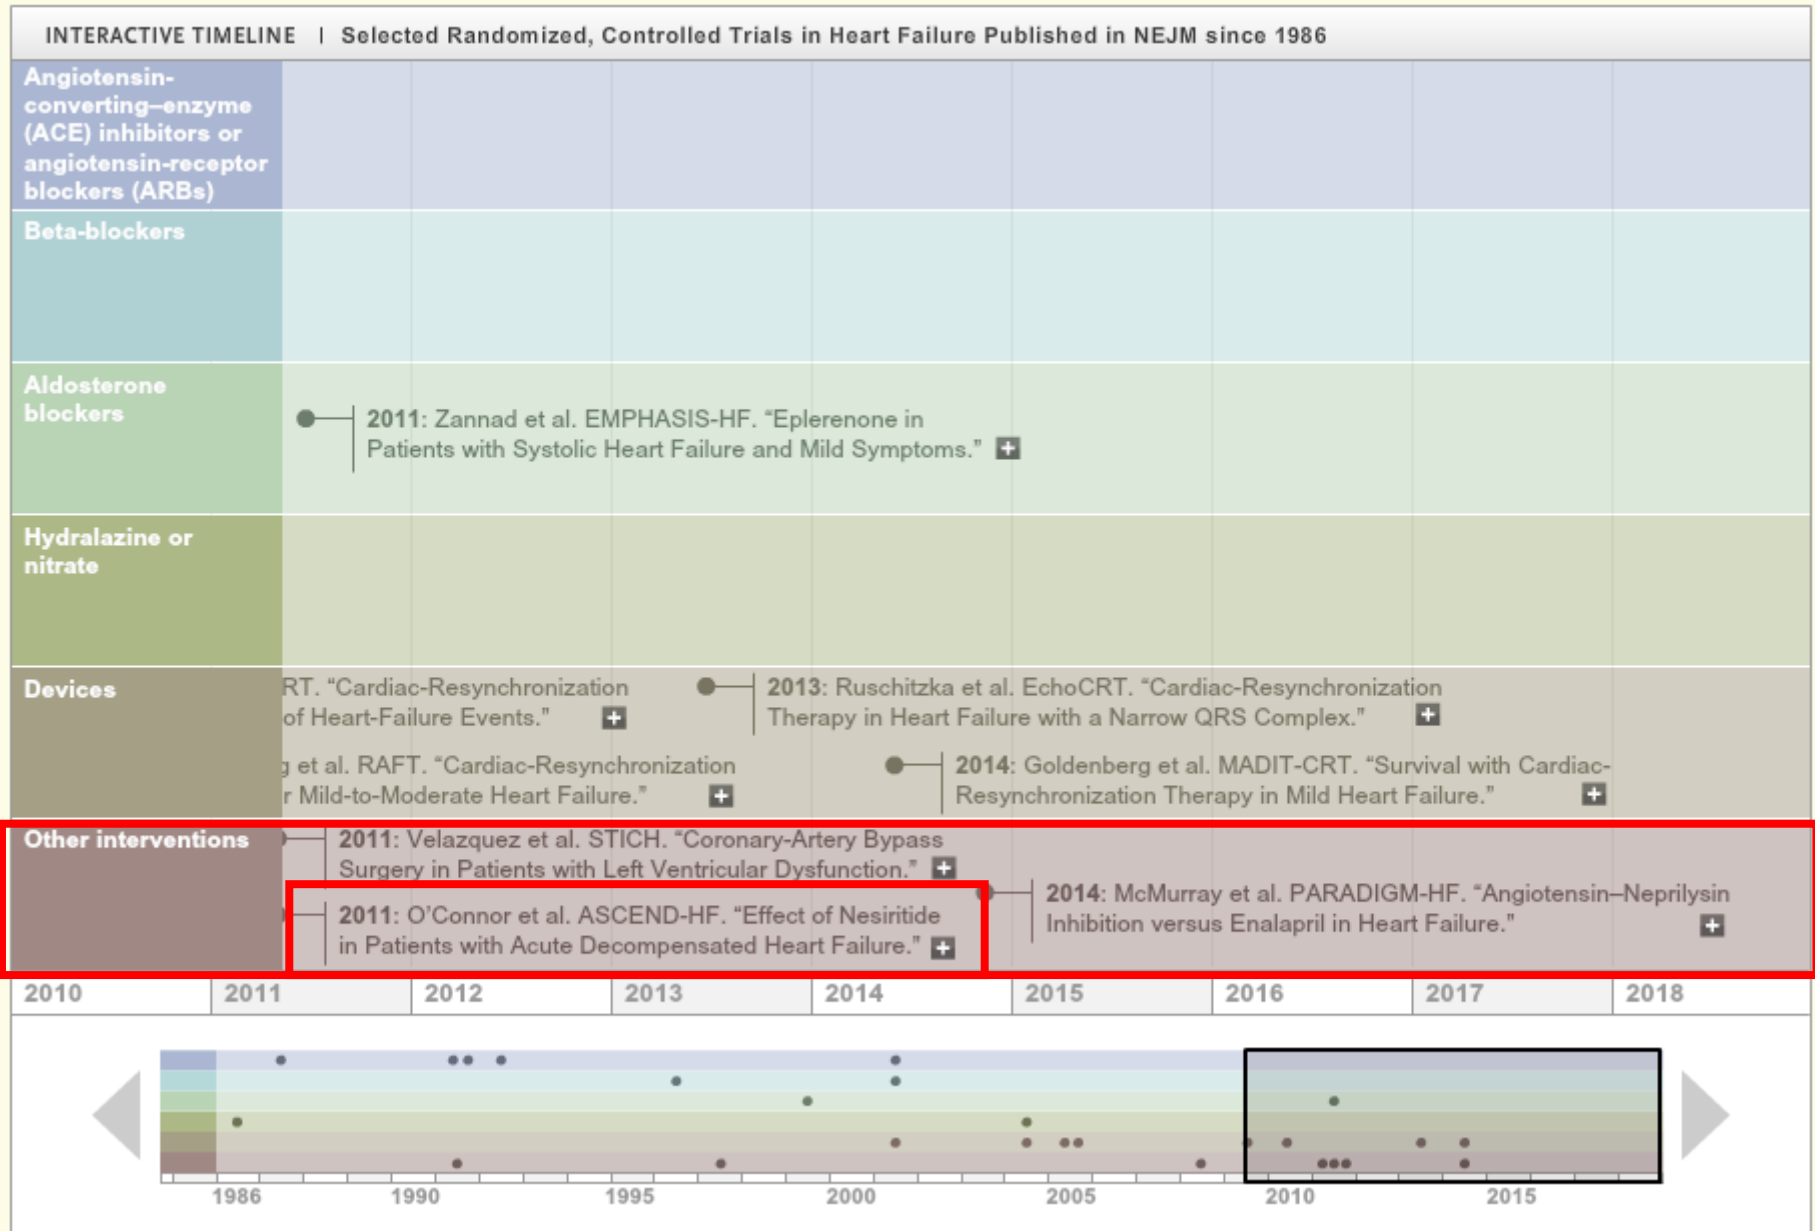 INTERACTIVE TIMELINE | Selected Randomized, Controlled Trials in Heart Failure Published in NEJM since 1986
Angiotensin-
converting–enzyme
(ACE) inhibitors or
angiotensin-receptor
blockers (ARBs)
Beta-blockers
Aldosterone
blockers
2011: Zannad et al. EMPHASIS-HF. “Eplerenone in
Patients with Systolic Heart Failure and Mild Symptoms.”
Hydralazine or
nitrate
Devices
RT. “Cardiac-Resynchronization
of Heart-Failure Events.”
2013: Ruschitzka et al. EchoCRT. “Cardiac-Resynchronization
Therapy in Heart Failure with a Narrow QRS Complex.”
g et al. RAFT. “Cardiac-Resynchronization
r Mild-to-Moderate Heart Failure.”
2014: Goldenberg et al. MADIT-CRT. “Survival with Cardiac-
Resynchronization Therapy in Mild Heart Failure.”
Other interventions
2011: Velazquez et al. STICH. “Coronary-Artery Bypass
Surgery in Patients with Left Ventricular Dysfunction.”
2011: O’Connor et al. ASCEND-HF. “Effect of Nesiritide
in Patients with Acute Decompensated Heart Failure.”
2014: McMurray et al. PARADIGM-HF. “Angiotensin–Neprilysin
Inhibition versus Enalapril in Heart Failure.”
2010 2011 2012 2013 2014 2015 2016 2017 2018
1986 1990 1995 2000 2005 2010 2015